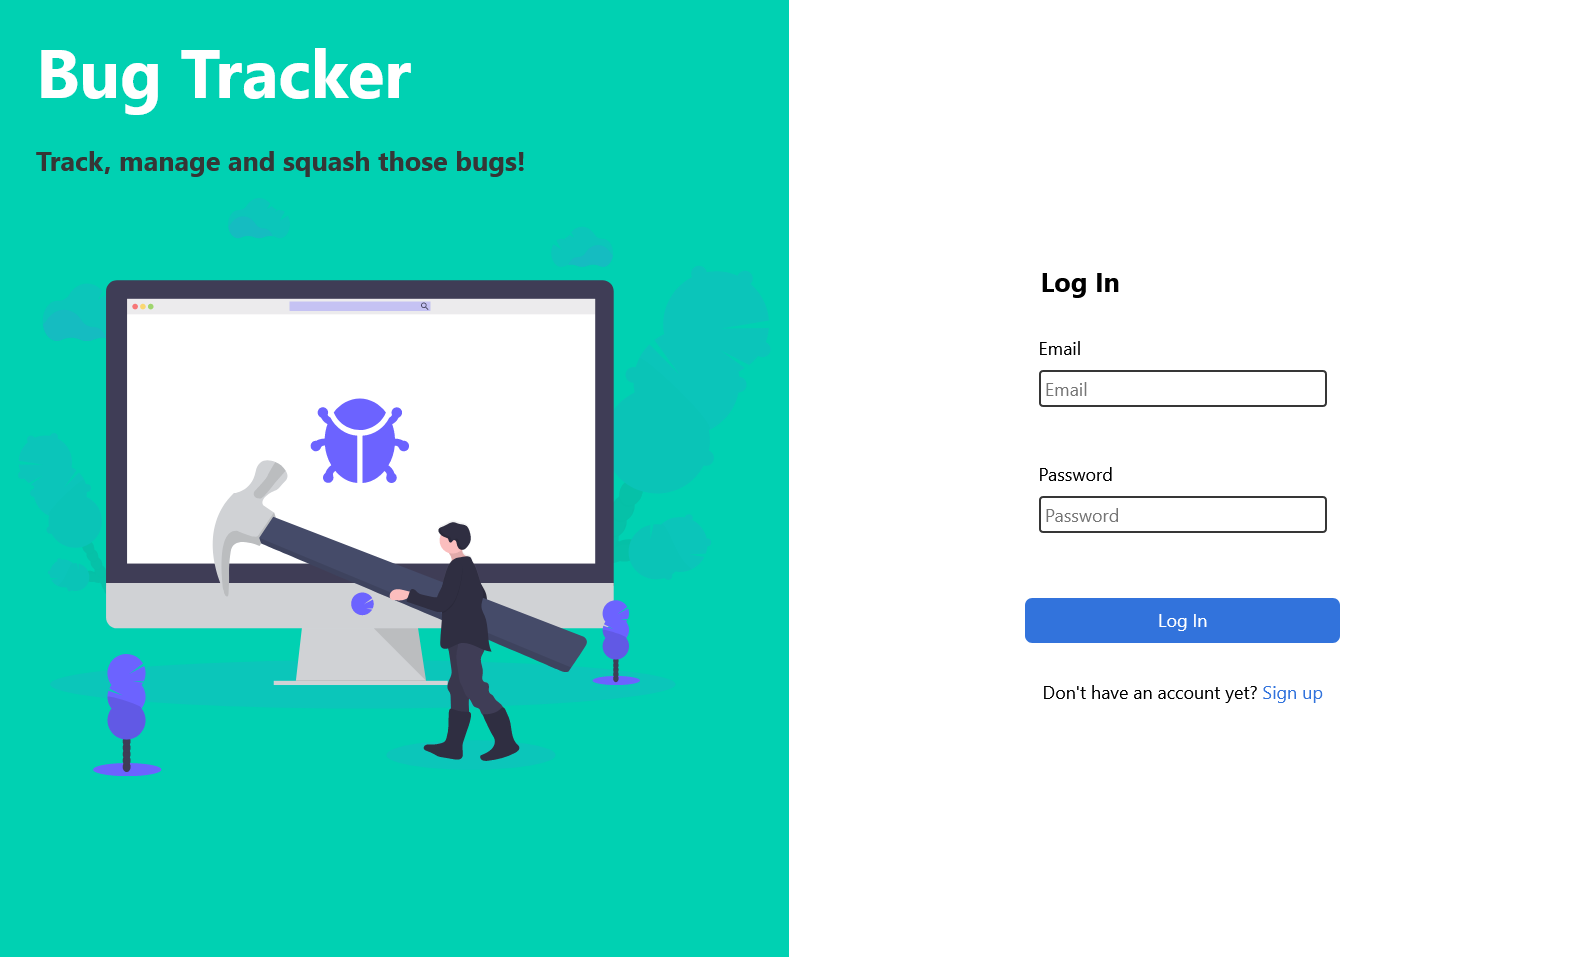 Bug Tracker
Track, manage and squash those bugs!
Log In
Email
Email
Password
Password
Log In
Don't have an account yet? Sign up